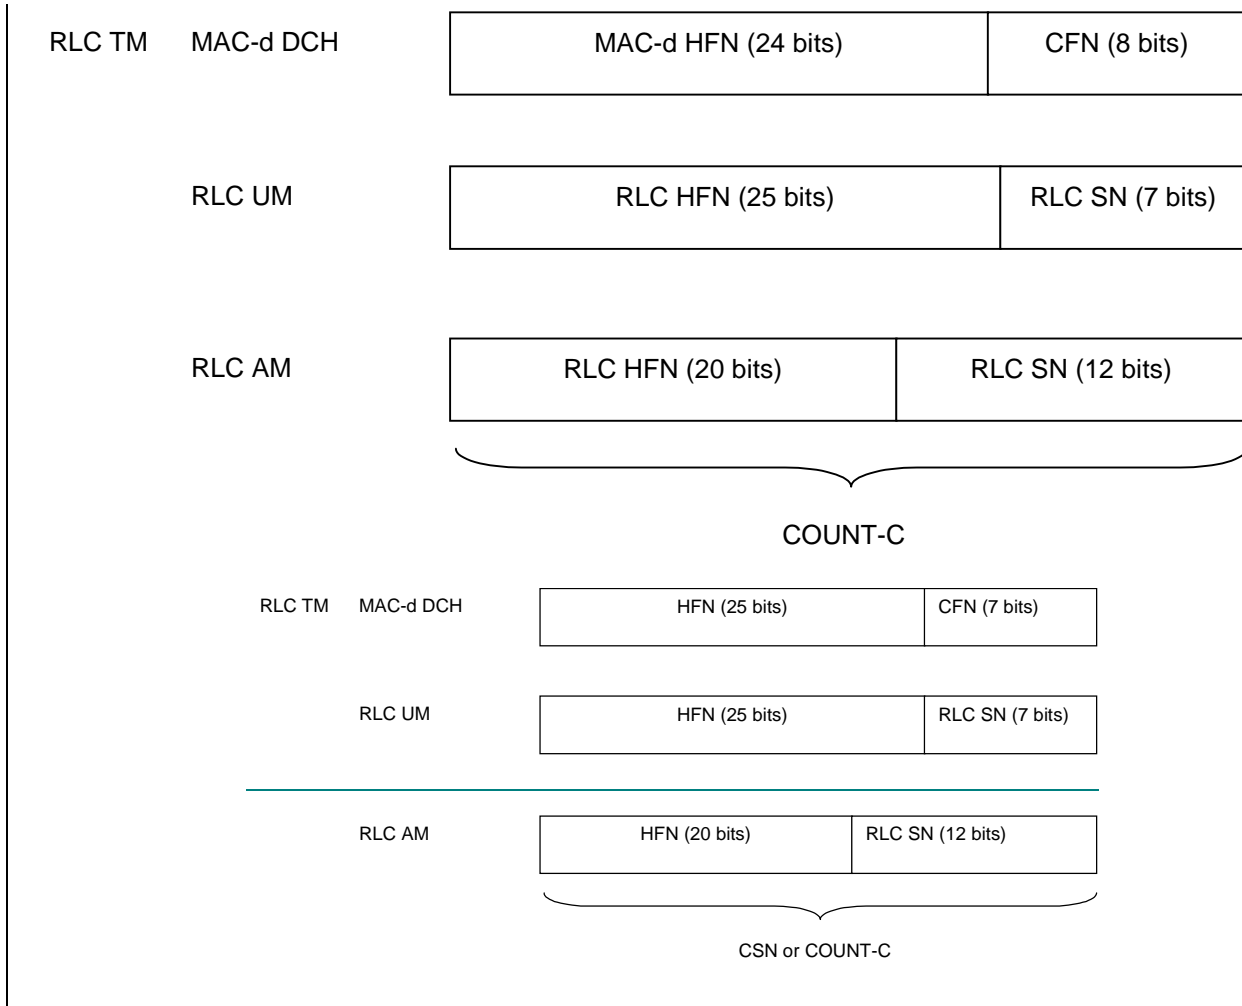 RLC TM MAC-d DCH MAC-d HFN (24 bits) CFN (8 bits)
RLC UM RLC HFN (25 bits) RLC SN (7 bits)
RLC AM RLC HFN (20 bits) RLC SN (12 bits)
COUNT-C
RLC TM MAC-d DCH HFN (25 bits) CFN (7 bits)
RLC UM HFN (25 bits) RLC SN (7 bits)
RLC AM HFN (20 bits) RLC SN (12 bits)
CSN or COUNT-C